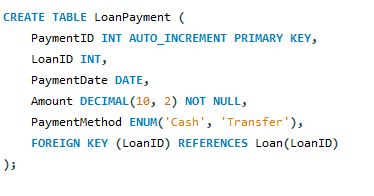 CREATE TABLE LoanPayment (
    PaymentID INT AUTO_INCREMENT PRIMARY KEY,
    LoanID INT,
    PaymentDate DATE,
    Amount DECIMAL(10, 2) NOT NULL,
    PaymentMethod ENUM('Cash', 'Transfer'),
    FOREIGN KEY (LoanID) REFERENCES Loan(LoanID)
);